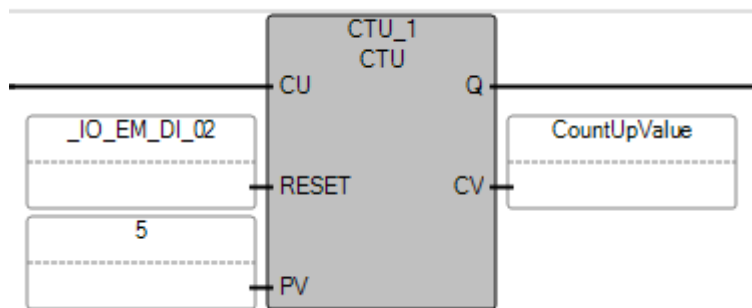 CTU_1
CTU
CU Q
_IO_EM_DI_02 CountUpValue
RESET CV
5
PV